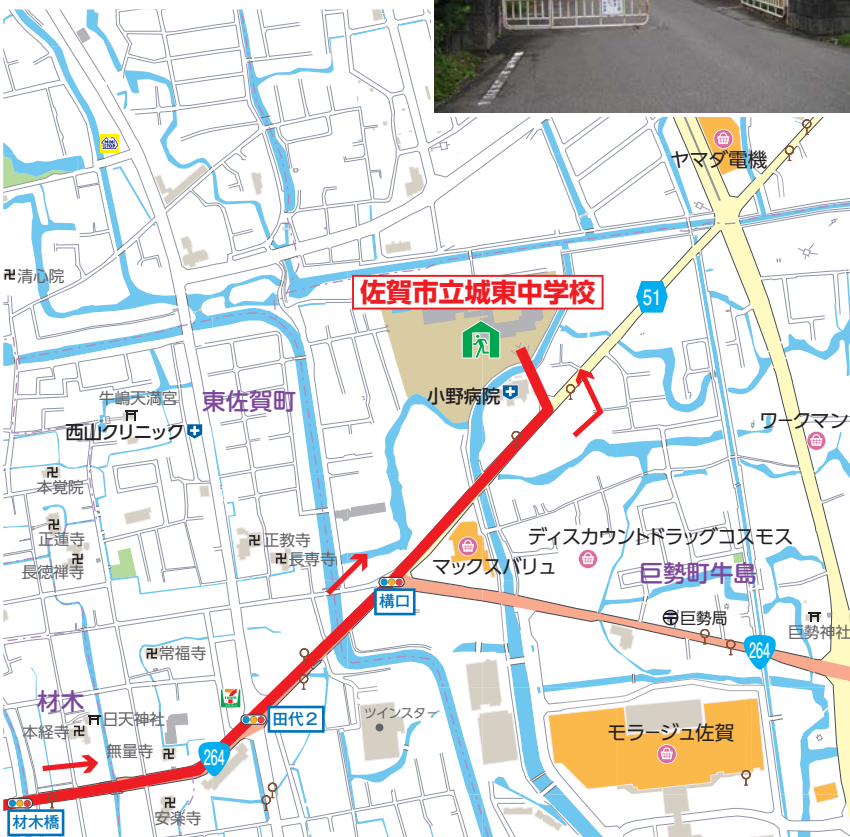 ヤマダ電機
卍清心院
佐賀市立城東中学校
51
牛嶋天満宮
東佐賀町
小野病院
西山クリニック
ワークマン
本覚院
正蓮寺
正教寺
ディスカウントドラッグコスモス
長徳禅寺
長専寺
マックスバリュ
巨勢町牛島
構口
巨勢局
巨勢神社
常福寺
264
材木
日天神社
田代2
ツインスター
本経寺
モラージュ佐賀
無量寺
264
安楽寺
材木橋